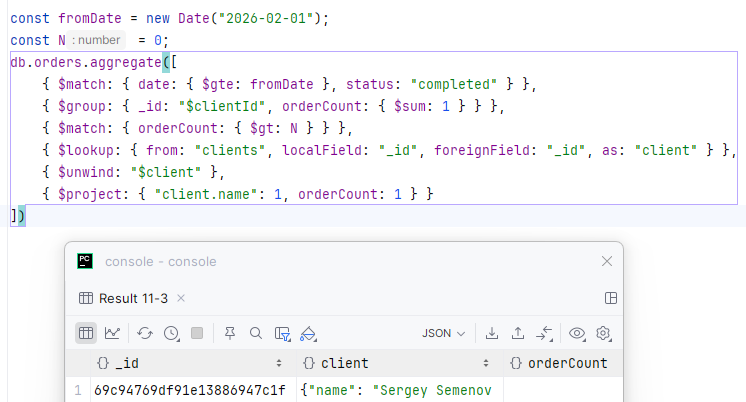 const fromDate = new Date("2026-02-01");
const N : number = 0;
db.orders.aggregate([
{ $match: { date: { $gte: fromDate }, status: "completed" } },
{ $group: { _id: "$clientId", orderCount: { $sum: 1 } } },
{ $match: { orderCount: { $gt: N } } },
{ $lookup: { from: "clients", localField: "_id", foreignField: "_id", as: "client" } },
{ $unwind: "$client" },
{ $project: { "client.name": 1, orderCount: 1 } }
])
PC console - console
Result 11-3
JSON
{} _id {} client {} orderCount
1 69c94769df91e13886947c1f {"name": "Sergey Semenov